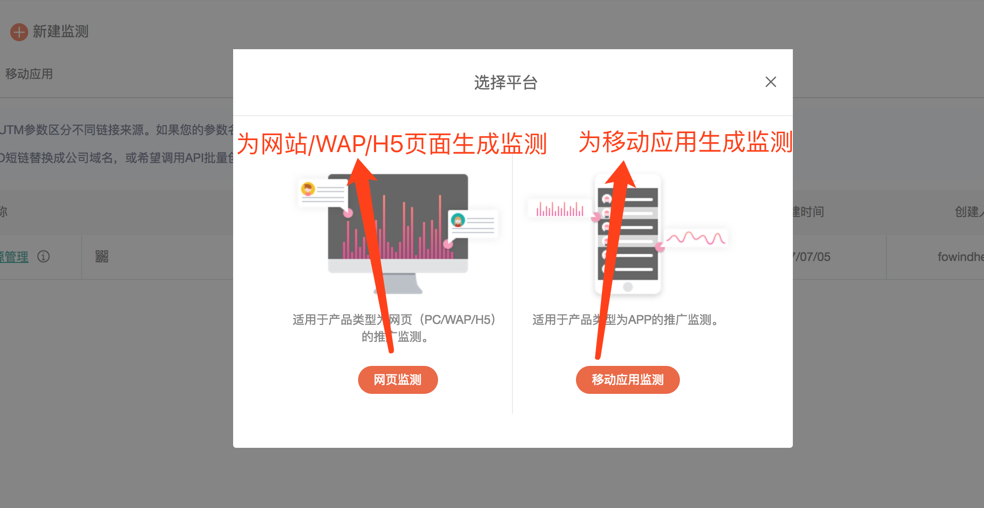 新建监测
移动应用
选择平台
UTM参数区分不同链接来源。如果您的参数名
为网站/WAP/H5页面生成监测
为移动应用生成监测
短链替换成公司域名，或希望调用API批量创
称
建时间
创建人
源管理
/07/05
fowindhe
适用于产品类型为网页（PC/WAP/H5）
的推广监测。
适用于产品类型为APP的推广监测。
网页监测
移动应用监测